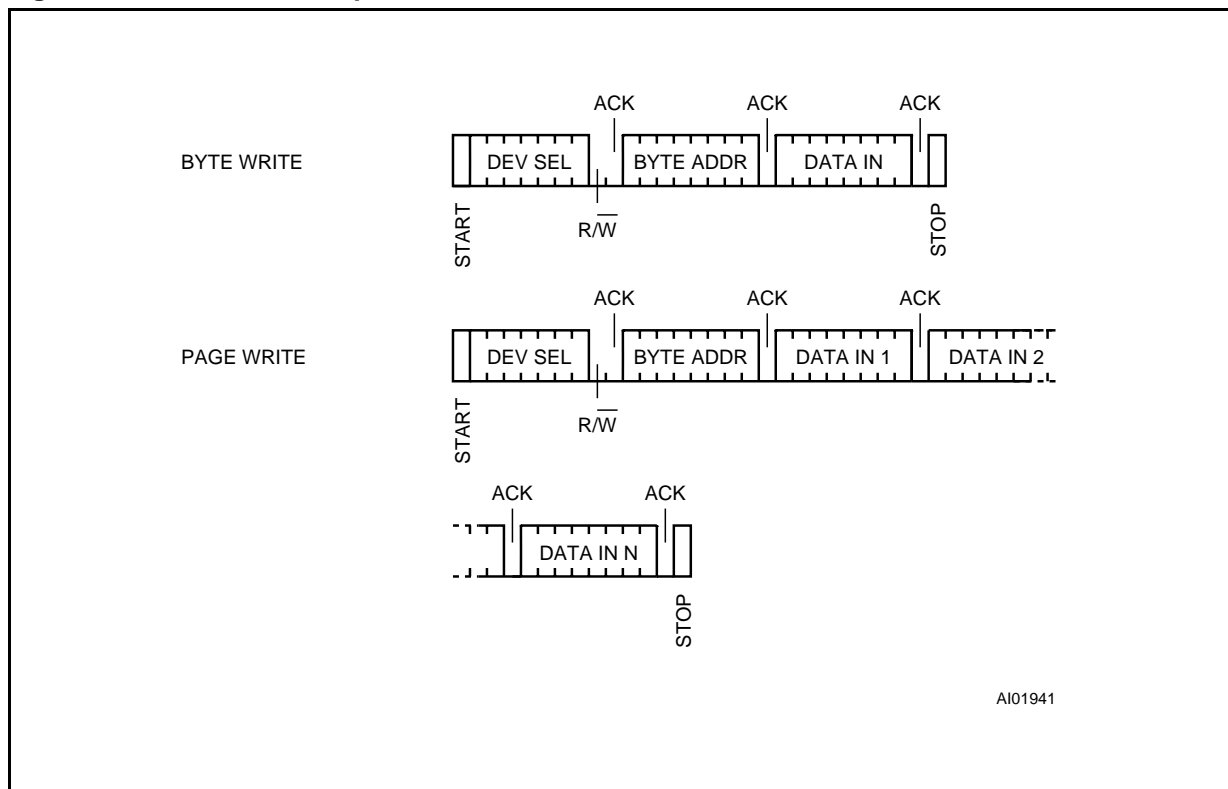 ACK ACK ACK
BYTE WRITE DEV SEL BYTE ADDR DATA IN
START R/W̅ STOP
ACK ACK ACK
PAGE WRITE DEV SEL BYTE ADDR DATA IN 1 DATA IN 2
START R/W̅
ACK ACK
DATA IN N
STOP
AI01941